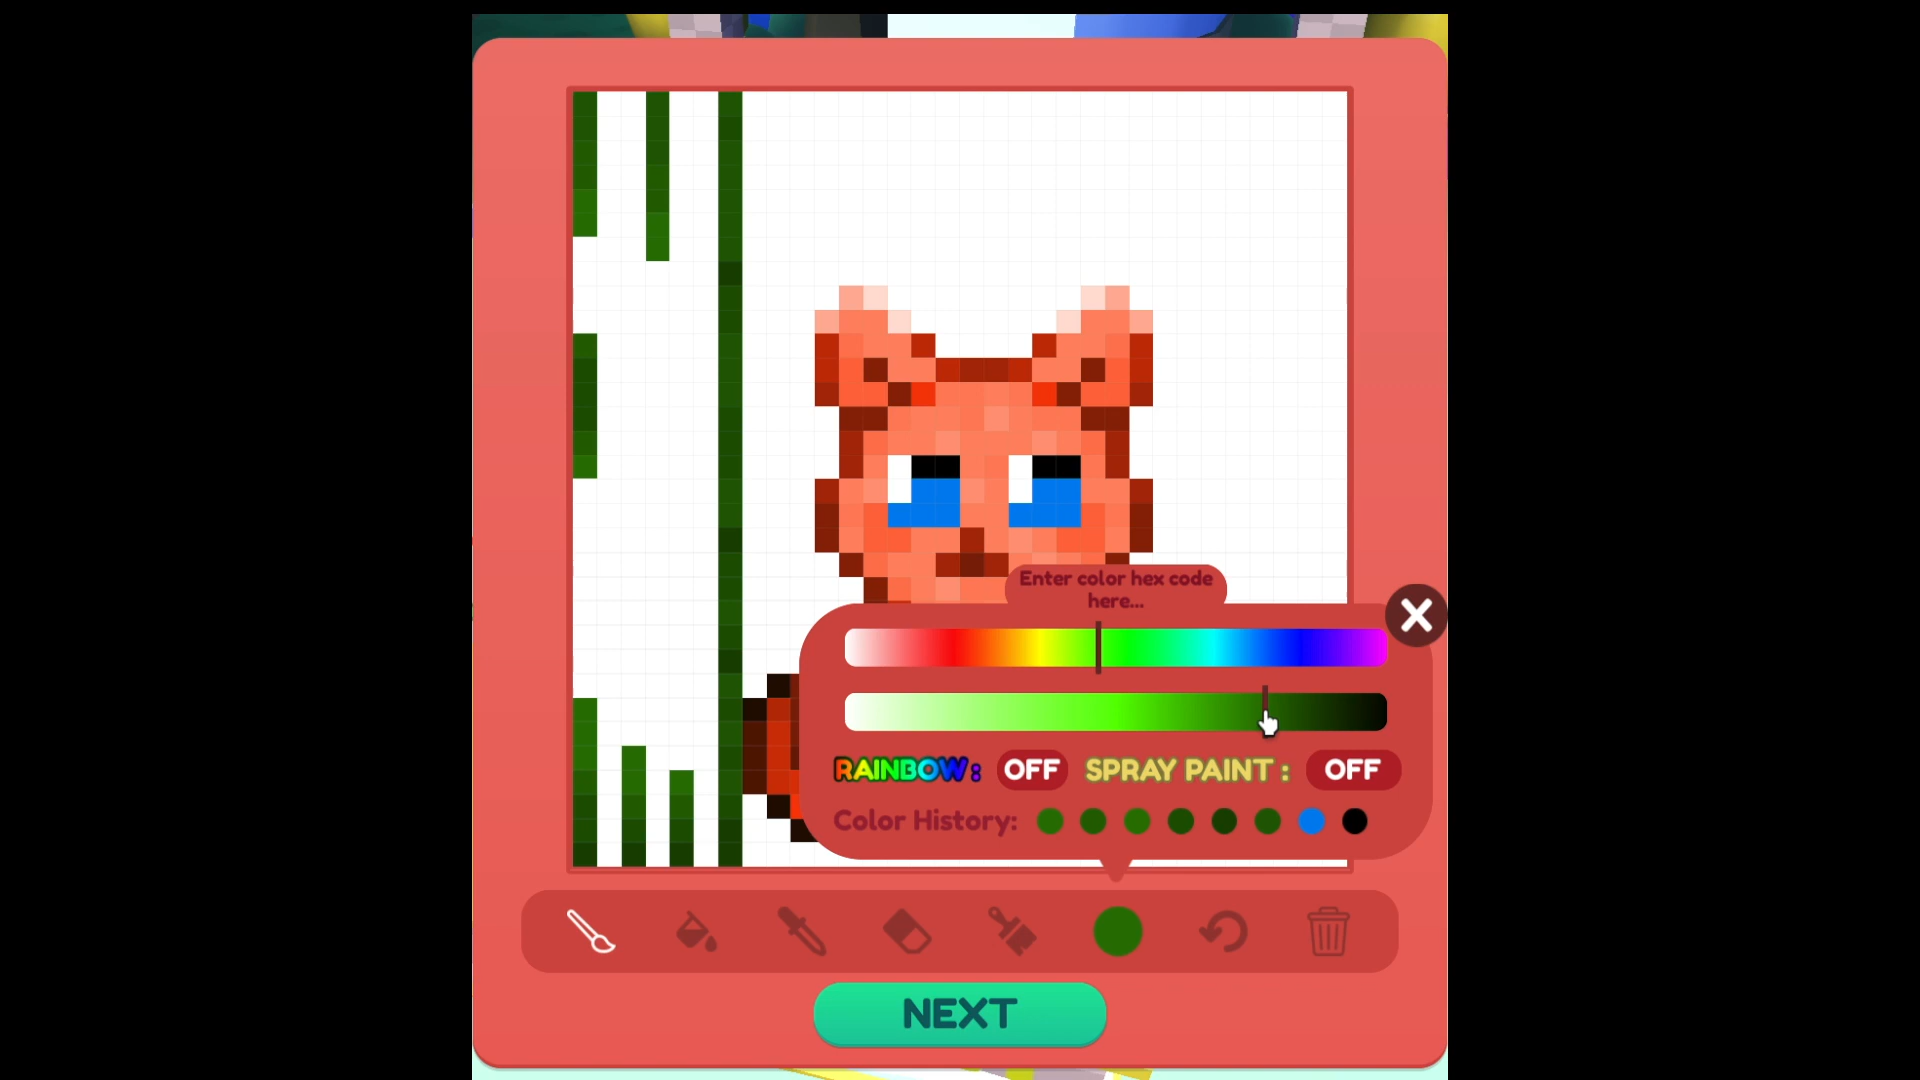 Enter color hex code
here...
RAINBOW: OFF SPRAY PAINT: OFF
Color History:
NEXT